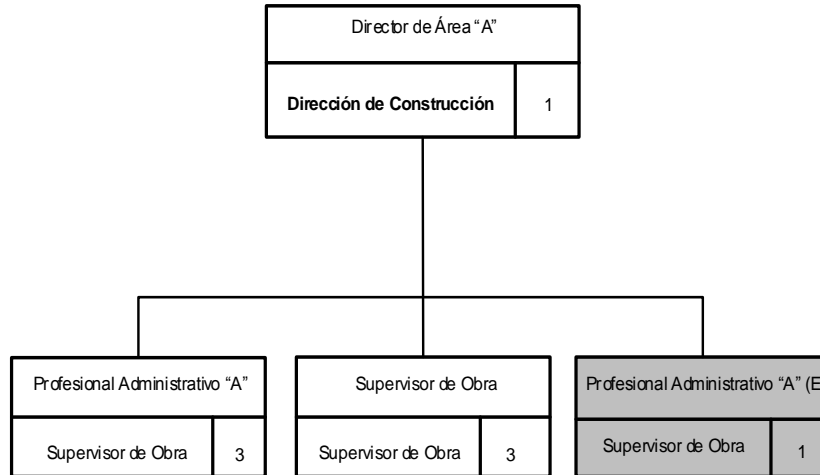 Director de Área “A”
Dirección de Construcción 1
Profesional Administrativo “A”
Supervisor de Obra 3
Supervisor de Obra
Supervisor de Obra 3
Profesional Administrativo “A” (E
Supervisor de Obra 1